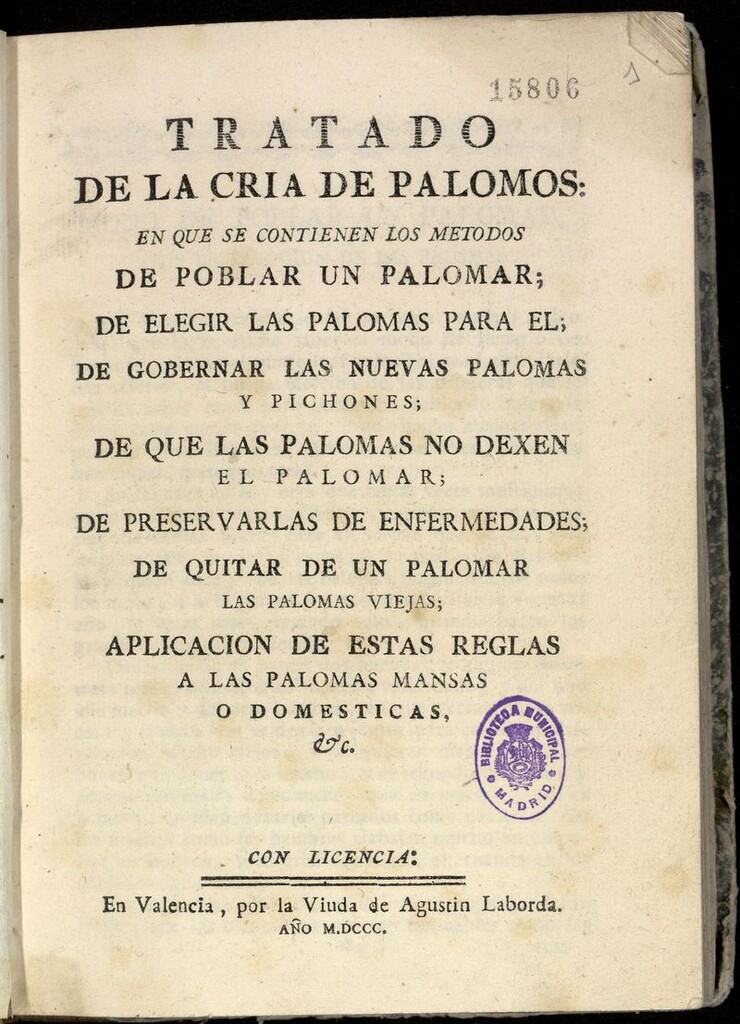 15806
TRATADO
DE LA CRIA DE PALOMOS:
EN QUE SE CONTIENEN LOS METODOS
DE POBLAR UN PALOMAR;
DE ELEGIR LAS PALOMAS PARA EL;
DE GOBERNAR LAS NUEVAS PALOMAS
Y PICHONES;
DE QUE LAS PALOMAS NO DEXEN
EL PALOMAR;
DE PRESERVARLAS DE ENFERMEDADES;
DE QUITAR DE UN PALOMAR
LAS PALOMAS VIEJAS;
APLICACION DE ESTAS REGLAS
A LAS PALOMAS MANSAS
O DOMESTICAS,
&c.
BIBLIOTECA MUNICIPAL
MADRID
CON LICENCIA:
En Valencia, por la Viuda de Agustin Laborda.
AÑO M.DCCC.